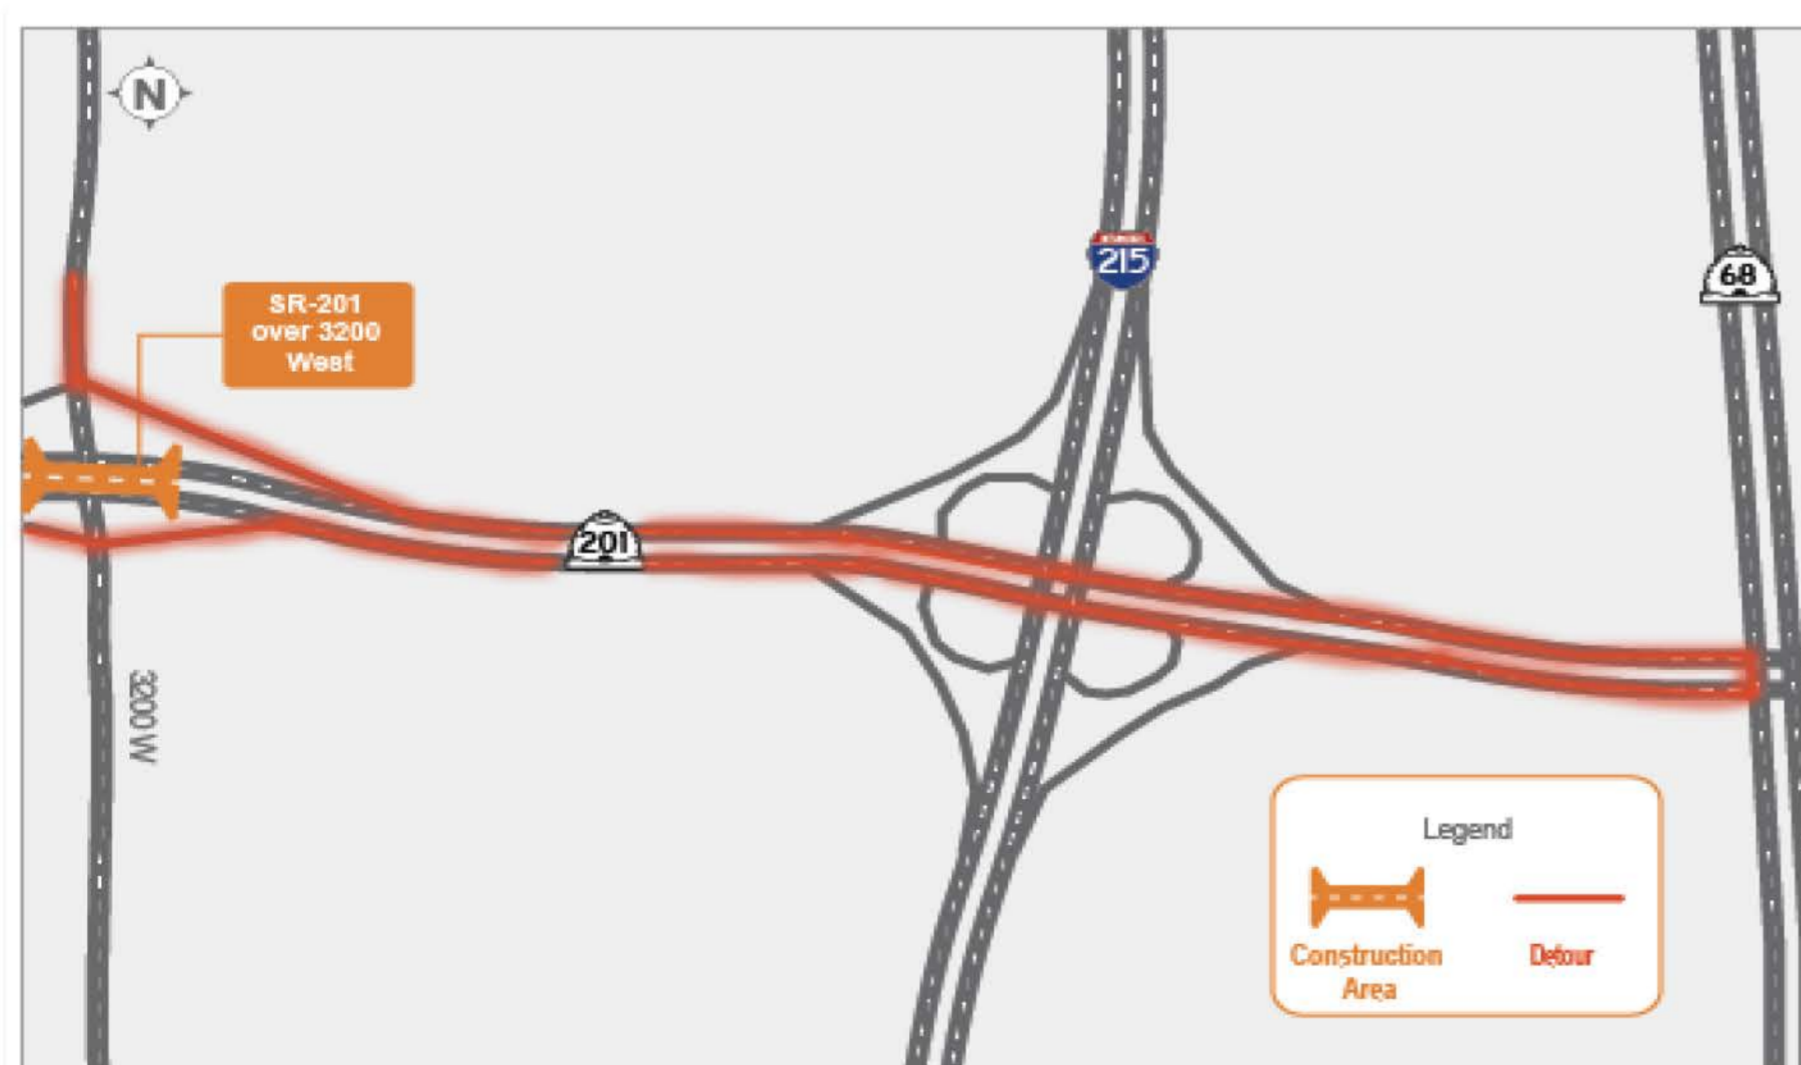 N
SR-201
over 3200
West
215
68
201
3200 W
Legend
Construction
Area
Detour